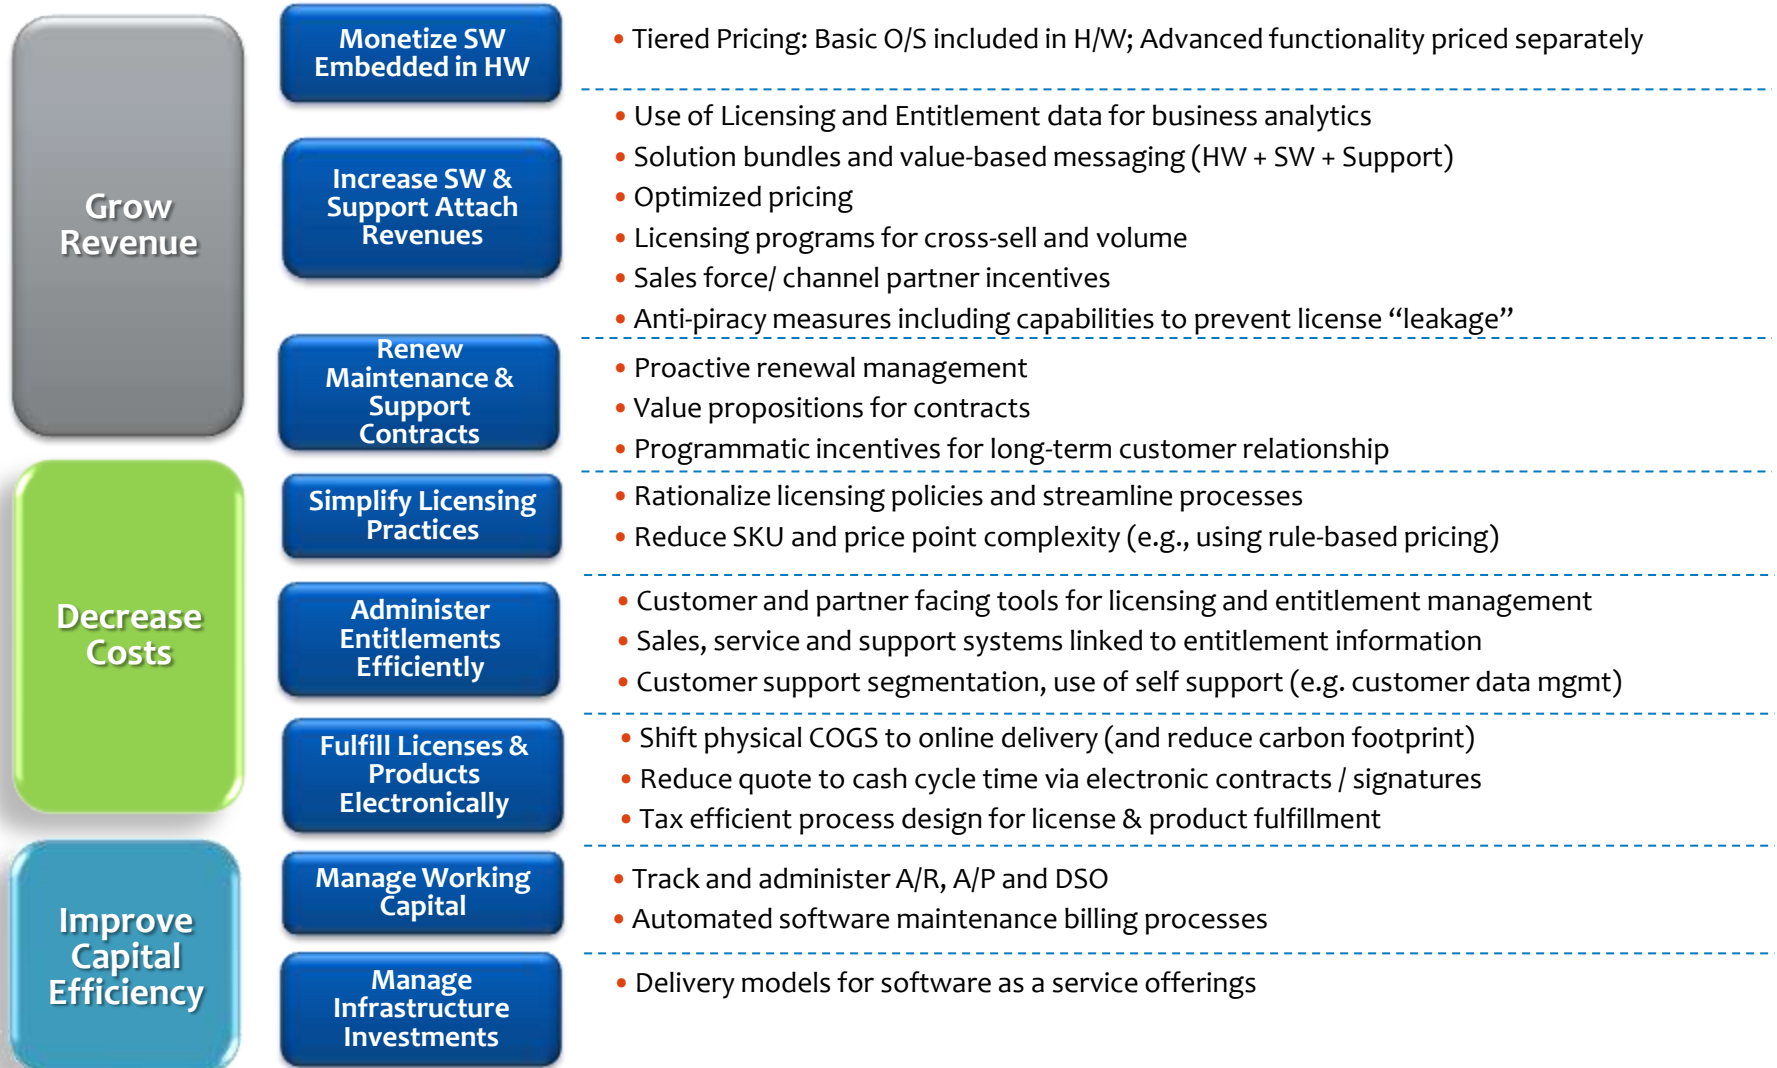 Grow
Revenue
Monetize SW
Embedded in HW
• Tiered Pricing: Basic O/S included in H/W; Advanced functionality priced separately
Increase SW &
Support Attach
Revenues
• Use of Licensing and Entitlement data for business analytics
• Solution bundles and value-based messaging (HW + SW + Support)
• Optimized pricing
• Licensing programs for cross-sell and volume
• Sales force/ channel partner incentives
• Anti-piracy measures including capabilities to prevent license “leakage”
Renew
Maintenance &
Support
Contracts
• Proactive renewal management
• Value propositions for contracts
• Programmatic incentives for long-term customer relationship
Decrease
Costs
Simplify Licensing
Practices
• Rationalize licensing policies and streamline processes
• Reduce SKU and price point complexity (e.g., using rule-based pricing)
Administer
Entitlements
Efficiently
• Customer and partner facing tools for licensing and entitlement management
• Sales, service and support systems linked to entitlement information
• Customer support segmentation, use of self support (e.g. customer data mgmt)
Fulfill Licenses &
Products
Electronically
• Shift physical COGS to online delivery (and reduce carbon footprint)
• Reduce quote to cash cycle time via electronic contracts / signatures
• Tax efficient process design for license & product fulfillment
Improve
Capital
Efficiency
Manage Working
Capital
• Track and administer A/R, A/P and DSO
• Automated software maintenance billing processes
Manage
Infrastructure
Investments
• Delivery models for software as a service offerings